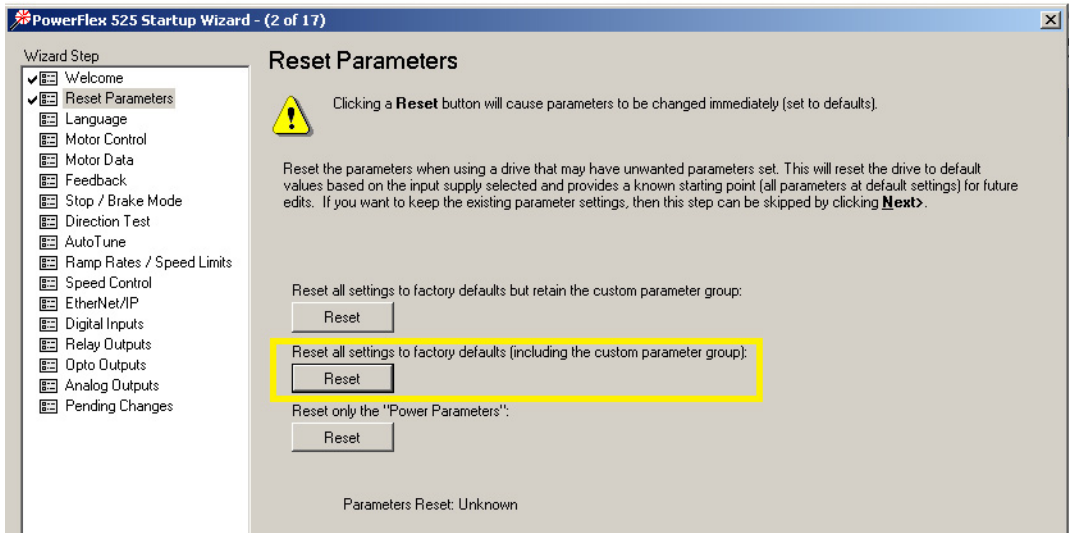 PowerFlex 525 Startup Wizard - (2 of 17)
Wizard Step
Welcome
Reset Parameters
Language
Motor Control
Motor Data
Feedback
Stop / Brake Mode
Direction Test
AutoTune
Ramp Rates / Speed Limits
Speed Control
EtherNet/IP
Digital Inputs
Relay Outputs
Opto Outputs
Analog Outputs
Pending Changes
Reset Parameters
Clicking a Reset button will cause parameters to be changed immediately (set to defaults).
Reset the parameters when using a drive that may have unwanted parameters set. This will reset the drive to default
values based on the input supply selected and provides a known starting point (all parameters at default settings) for future
edits. If you want to keep the existing parameter settings, then this step can be skipped by clicking Next>.
Reset all settings to factory defaults but retain the custom parameter group:
Reset
Reset all settings to factory defaults (including the custom parameter group):
Reset
Reset only the "Power Parameters":
Reset
Parameters Reset: Unknown